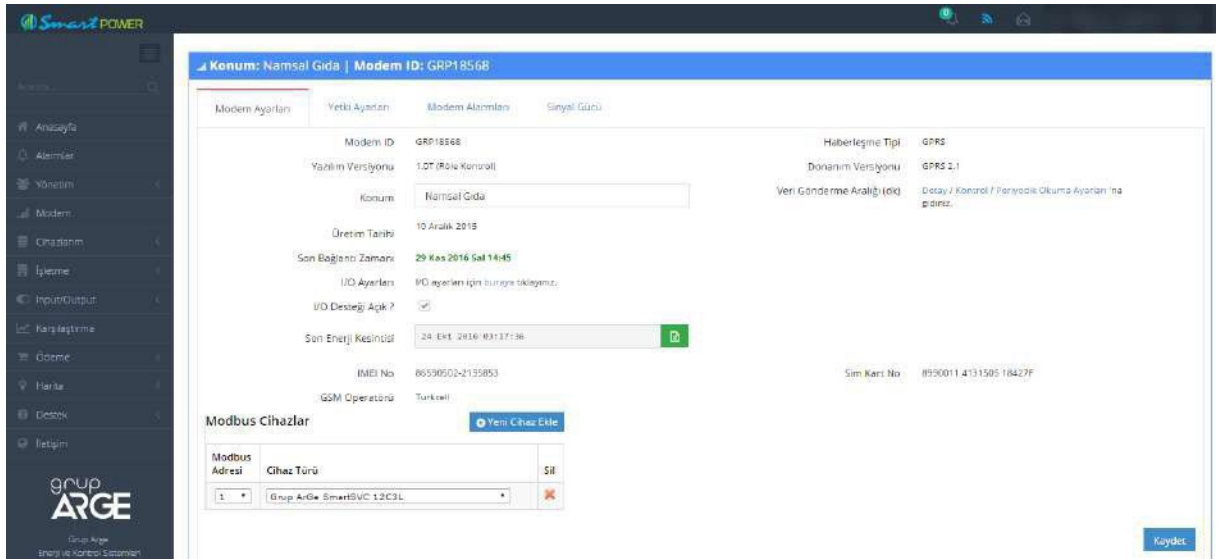 Smart POWER
0
Konum: Namsal Gıda | Modem ID: GRP18568
Modem Ayarları
Yetki Ayarları
Modem Alarmları
Sinyal Gücü
Anasayfa
Alarmlar
Yönetim
Modem
Cihazlarım
İşletme
Input/Output
Karşılaştırma
Ödeme
Harita
Destek
İletişim
grup
ARGE
Grup Arge
Enerji ve Kontrol Sistemleri
Modem ID GRP18568
Haberleşme Tipi GPRS
Yazılım Versiyonu 1.DT (Röle Kontrol)
Donanım Versiyonu GPRS 2.1
Konum Namsal Gıda
Veri Gönderme Aralığı (dk) Detay / Kontrol / Periyodik Okuma Ayarları 'na
gidiniz.
Üretim Tarihi 10 Aralık 2015
Son Bağlantı Zamanı 29 Kas 2016 Sal 14:45
I/O Ayarları I/O ayarları için buraya tıklayınız.
I/O Desteği Açık ?
Son Enerji Kesintisi 24 Eki 2016 03:17:36
IMEI No 86590502-2135853
Sim Kart No 8990011 4131505 18427F
GSM Operatörü Turkcell
Modbus Cihazlar
Yeni Cihaz Ekle
Modbus
Adresi Cihaz Türü Sil
1 Grup ArGe SmartSVC 12C3L
Kaydet